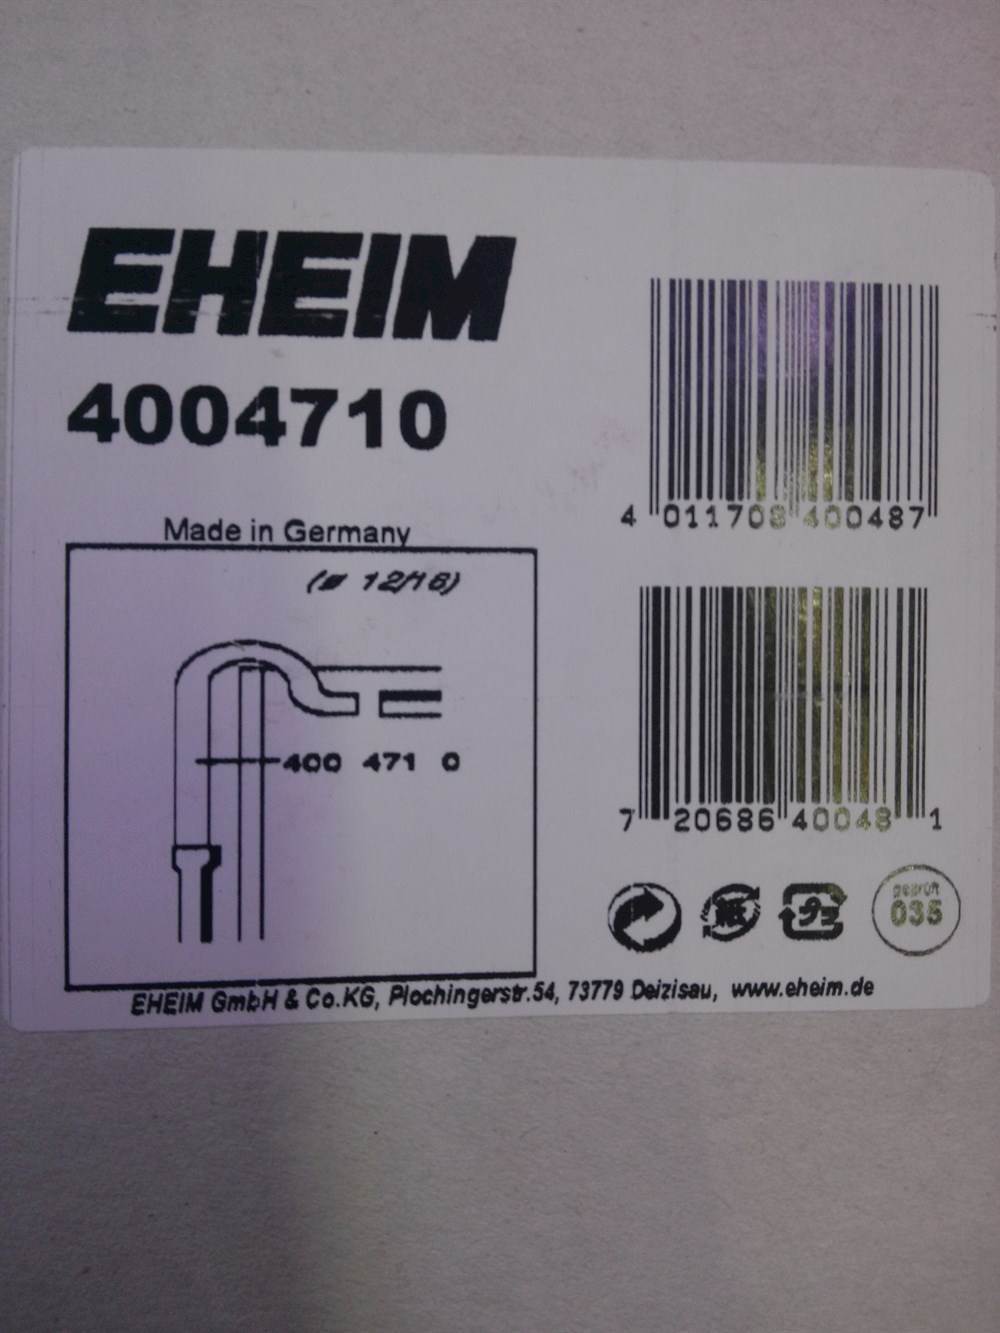 EHEIM
4004710
Made in Germany
(ø 12/16)
400 471 0
4 011708 400487
7 20686 40048 1
geprüft
035
EHEIM GmbH & Co.KG, Plochingerstr.54, 73779 Deizisau, www.eheim.de